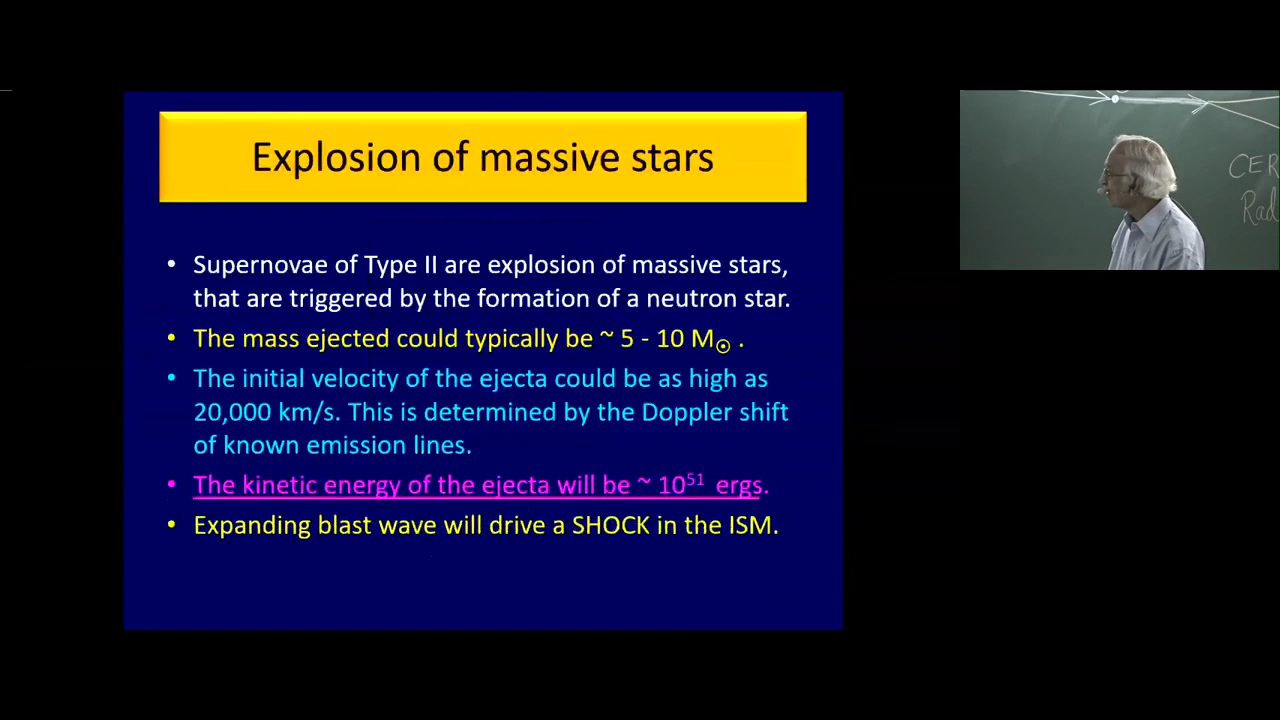 Explosion of massive stars
• Supernovae of Type II are explosion of massive stars,
that are triggered by the formation of a neutron star.
• The mass ejected could typically be ~ 5 - 10 M☉ .
• The initial velocity of the ejecta could be as high as
20,000 km/s. This is determined by the Doppler shift
of known emission lines.
• The kinetic energy of the ejecta will be ~ 10⁵¹ ergs.
• Expanding blast wave will drive a SHOCK in the ISM.
CER
Rad